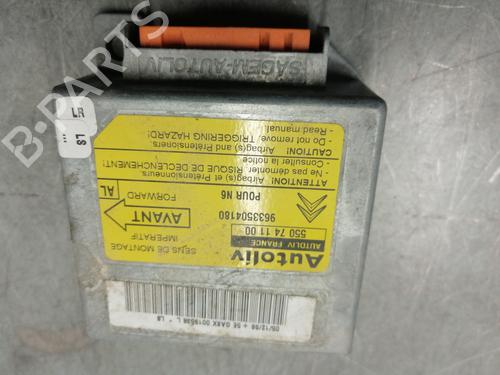 SAGEM-AUTOLIV
Autoliv
AUTOLIV FRANCE
550 74 11 00
9633504180
POUR N6
SENS DE MONTAGE
IMPERATIF
AVANT
FORWARD
AL
ATTENTION! Airbag(s) et Prétensionneurs.
- Ne pas démonter, RISQUE DE DÉCLENCHEMENT!
- Consulter la notice.
CAUTION! Airbag(s) and Pretensioners.
- Do not remove, TRIGGERING HAZARD!
- Read manual.
LR
LS
B-PARTS